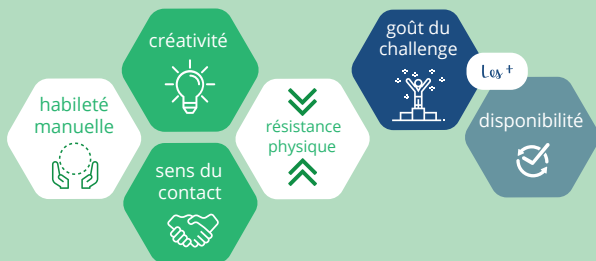 créativité
habileté
manuelle
sens du
contact
résistance
physique
goût du
challenge
Les +
disponibilité